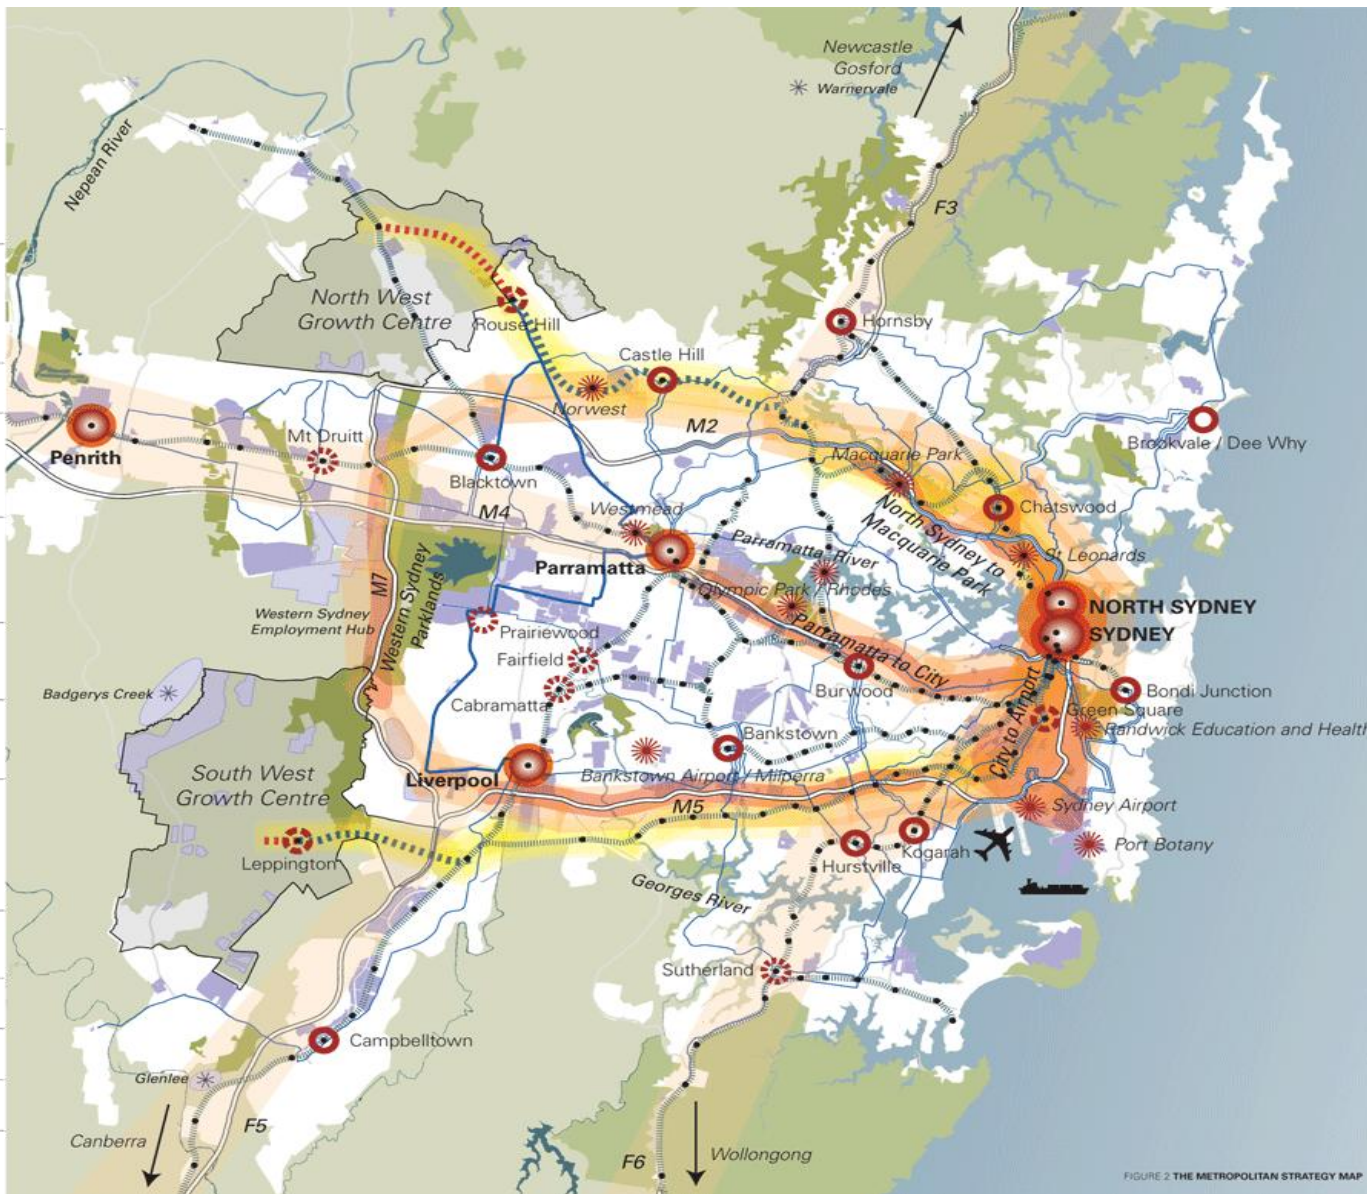 Newcastle
Gosford
Warnervale
Nepean River
F3
North West
Growth Centre
Rouse Hill
Hornsby
Castle Hill
Norwest
M2
Mt Druitt
Penrith
Blacktown
Brookvale / Dee Why
Macquarie Park
Chatswood
M4
Westmead
North Sydney to
Macquarie Park
St Leonards
Parramatta River
Parramatta
Olympic Park / Rhodes
M7
Western Sydney
Parklands
Western Sydney
Employment Hub
NORTH SYDNEY
SYDNEY
Prairiewood
Parramatta to City
Fairfield
Burwood
Badgerys Creek
Cabramatta
City to Airport
Bondi Junction
Green Square
Randwick Education and Health
Bankstown
South West
Growth Centre
Liverpool
Bankstown Airport / Milperra
M5
Sydney Airport
Leppington
Hurstville
Kogarah
Port Botany
Georges River
Sutherland
Campbelltown
Glenlee
Canberra
F5
F6
Wollongong
FIGURE 2 THE METROPOLITAN STRATEGY MAP